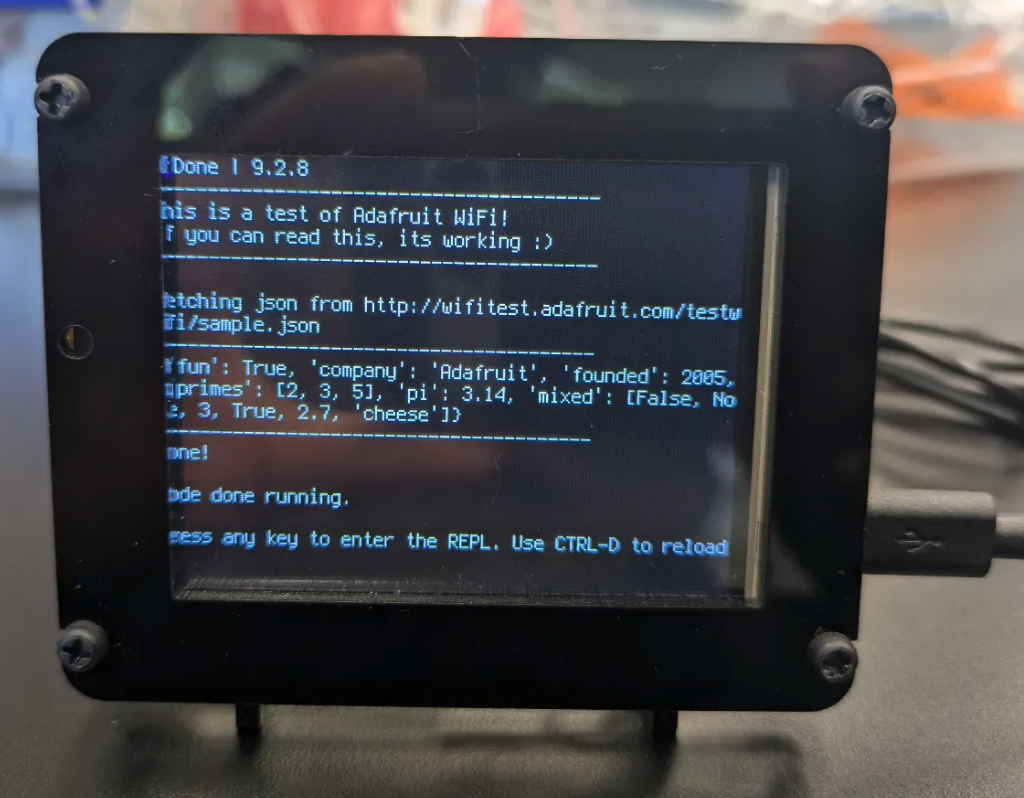 Done | 9.2.8
----------------------------------------
his is a test of Adafruit WiFi!
f you can read this, its working :)
----------------------------------------
etching json from http://wifitest.adafruit.com/testw
fi/sample.json
----------------------------------------
'fun': True, 'company': 'Adafruit', 'founded': 2005,
primes': [2, 3, 5], 'pi': 3.14, 'mixed': [False, No
e, 3, True, 2.7, 'cheese']}
----------------------------------------
one!
ode done running.
ess any key to enter the REPL. Use CTRL-D to reload